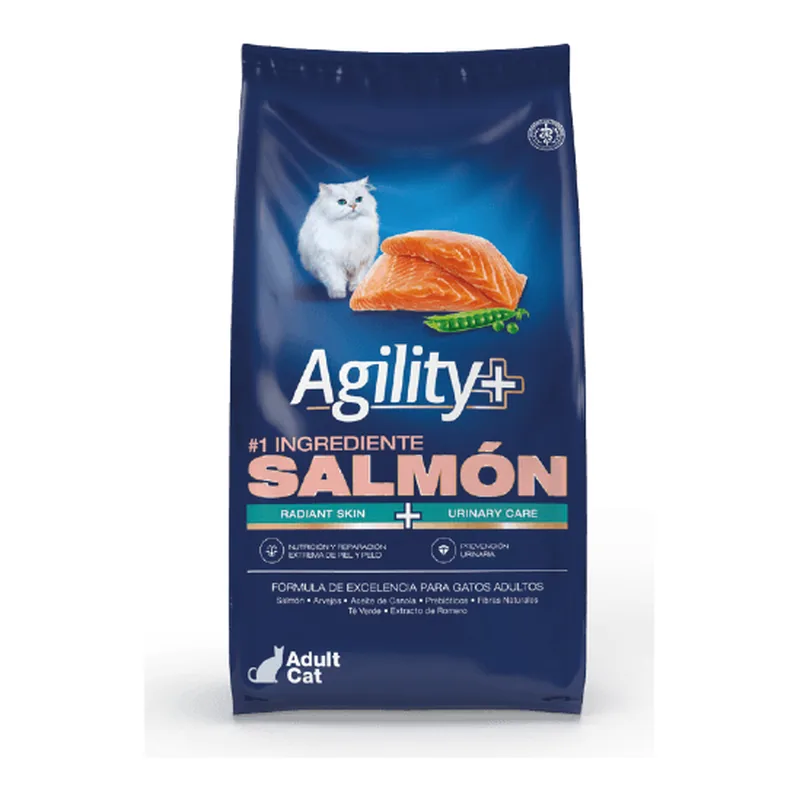 Agility+
#1 INGREDIENTE
SALMÓN
RADIANT SKIN + URINARY CARE
NUTRICIÓN Y REPARACIÓN
EXTREMA DE PIEL Y PELO
PREVENCIÓN
URINARIA
FORMULA DE EXCELENCIA PARA GATOS ADULTOS
Salmón • Arvejas • Aceite de Canola • Prebióticos • Fibras Naturales
Té Verde • Extracto de Romero
Adult
Cat